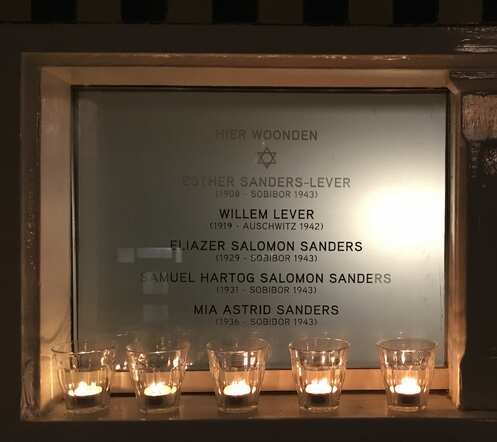 HIER WOONDEN
ESTHER SANDERS-LEVER
(1908 - SOBIBOR 1943)
WILLEM LEVER
(1919 - AUSCHWITZ 1942)
ELIAZER SALOMON SANDERS
(1929 - SOBIBOR 1943)
SAMUEL HARTOG SALOMON SANDERS
(1931 - SOBIBOR 1943)
MIA ASTRID SANDERS
(1936 - SOBIBOR 1943)